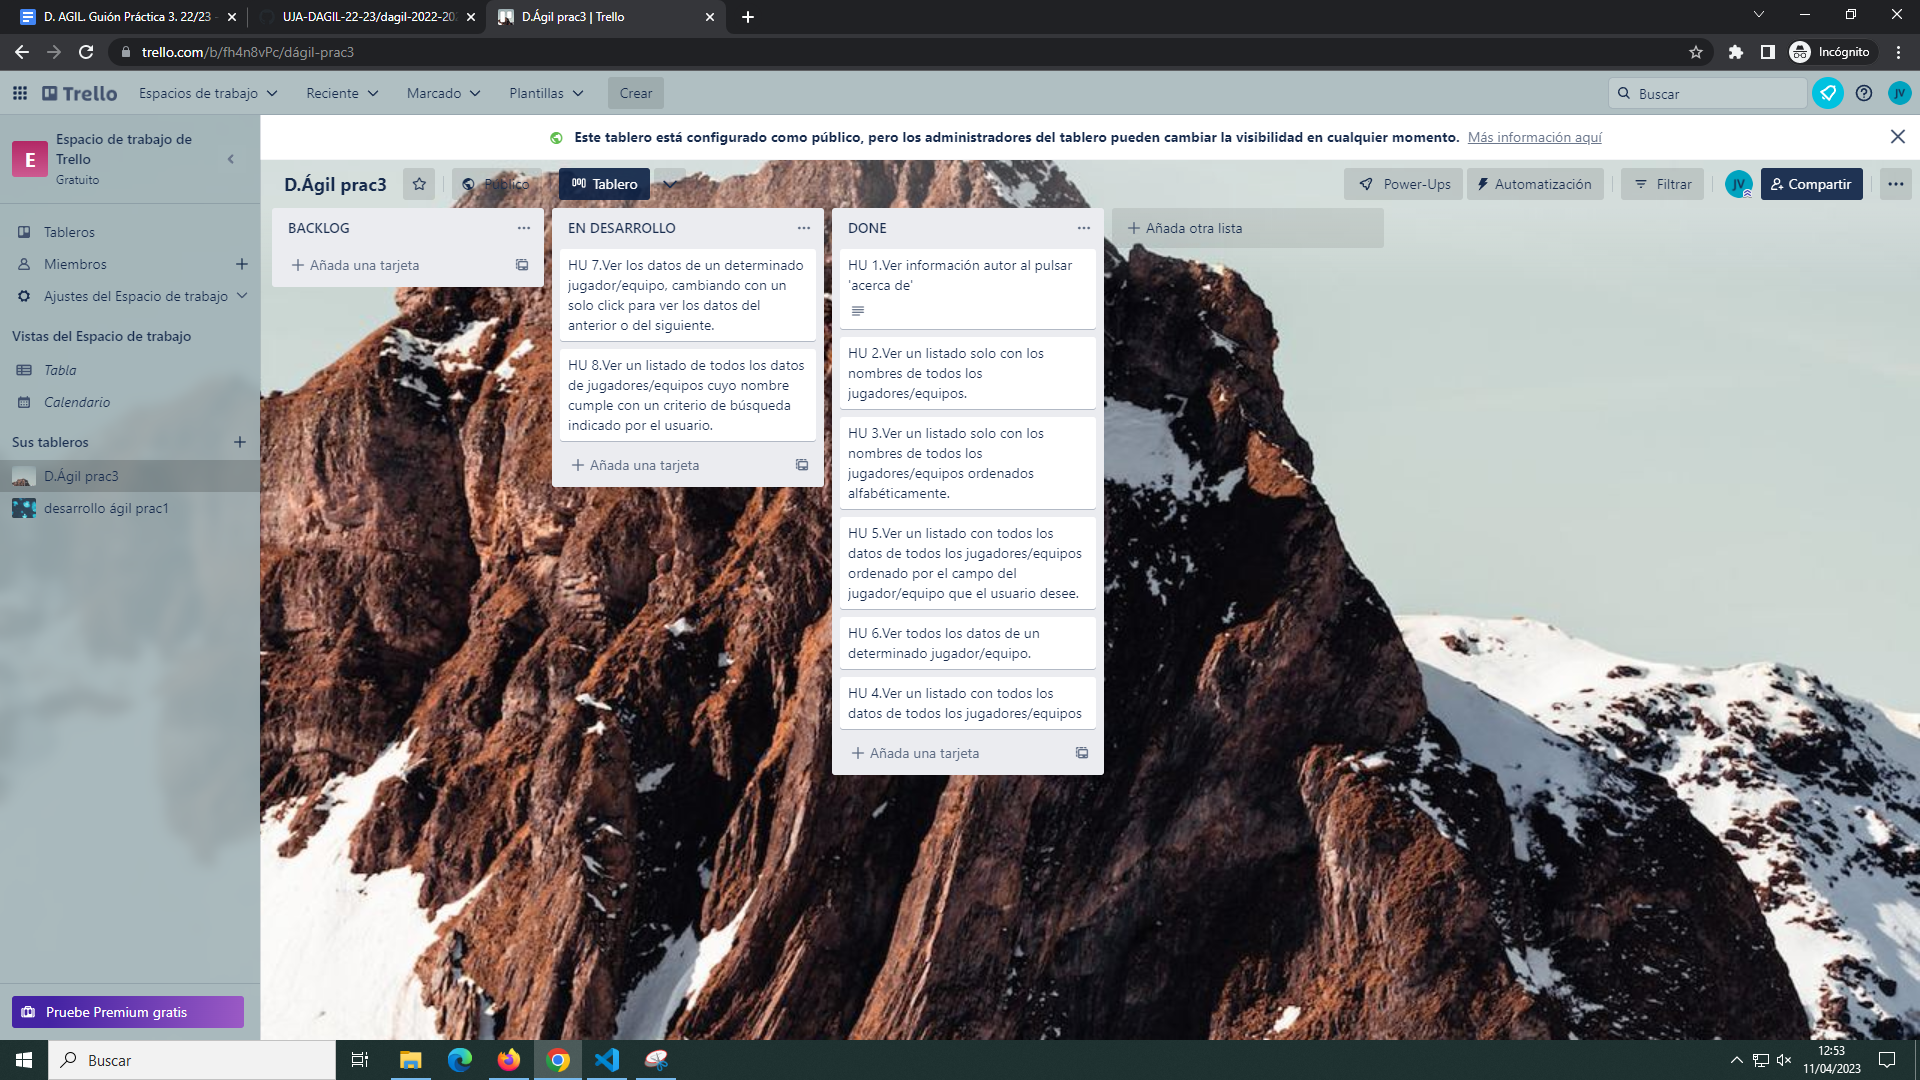 D. AGIL. Guión Práctica 3. 22/23 -
UJA-DAGIL-22-23/dagil-2022-202
D.Ágil prac3 | Trello
trello.com/b/fh4n8vPc/dágil-prac3
Incógnito
Trello
Espacios de trabajo
Reciente
Marcado
Plantillas
Crear
Buscar
JV
E
Espacio de trabajo de
Trello
Gratuito
Este tablero está configurado como público, pero los administradores del tablero pueden cambiar la visibilidad en cualquier momento. Más información aquí
D.Ágil prac3
Público
Tablero
Power-Ups
Automatización
Filtrar
JV
Compartir
Tableros
Miembros
Ajustes del Espacio de trabajo
Vistas del Espacio de trabajo
Tabla
Calendario
Sus tableros
D.Ágil prac3
desarrollo ágil prac1
Pruebe Premium gratis
BACKLOG
Añada una tarjeta
EN DESARROLLO
HU 7.Ver los datos de un determinado
jugador/equipo, cambiando con un
solo click para ver los datos del
anterior o del siguiente.
HU 8.Ver un listado de todos los datos
de jugadores/equipos cuyo nombre
cumple con un criterio de búsqueda
indicado por el usuario.
Añada una tarjeta
DONE
HU 1.Ver información autor al pulsar
'acerca de'
HU 2.Ver un listado solo con los
nombres de todos los
jugadores/equipos.
HU 3.Ver un listado solo con los
nombres de todos los
jugadores/equipos ordenados
alfabéticamente.
HU 5.Ver un listado con todos los
datos de todos los jugadores/equipos
ordenado por el campo del
jugador/equipo que el usuario desee.
HU 6.Ver todos los datos de un
determinado jugador/equipo.
HU 4.Ver un listado con todos los
datos de todos los jugadores/equipos
Añada una tarjeta
Añada otra lista
Buscar
12:53
11/04/2023